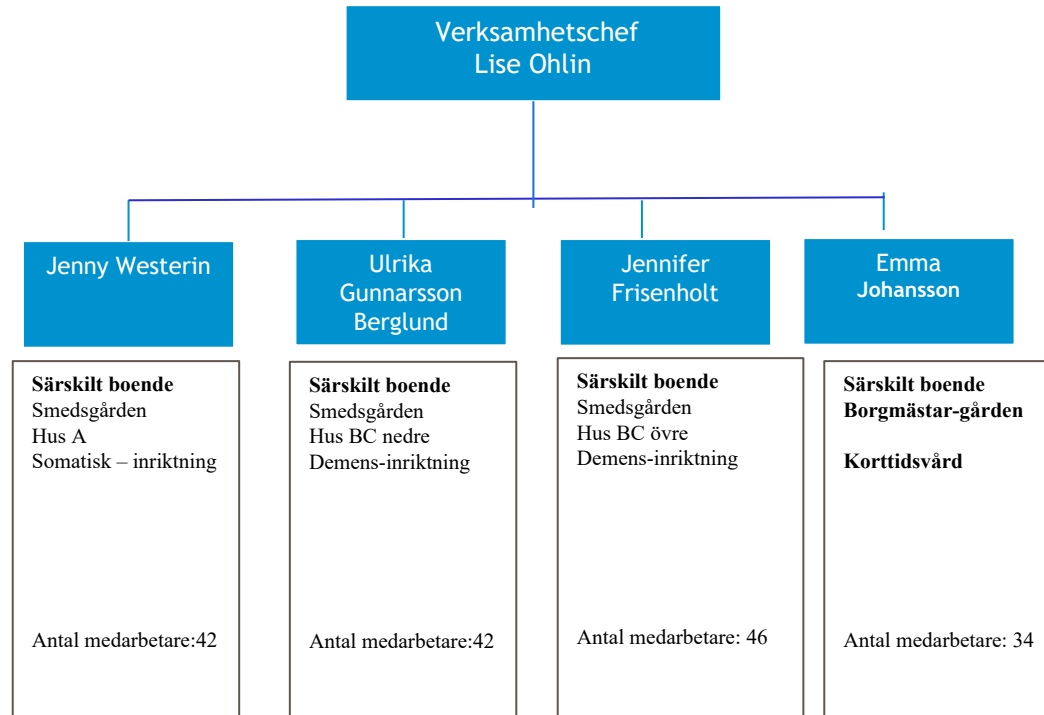 Verksamhetschef
Lise Ohlin
Jenny Westerin
Ulrika
Gunnarsson
Berglund
Jennifer
Frisenholt
Emma
Johansson
Särskilt boende
Smedsgården
Hus A
Somatisk – inriktning
Antal medarbetare:42
Särskilt boende
Smedsgården
Hus BC nedre
Demens-inriktning
Antal medarbetare:42
Särskilt boende
Smedsgården
Hus BC övre
Demens-inriktning
Antal medarbetare: 46
Särskilt boende
Borgmästar-gården
Korttidsvård
Antal medarbetare: 34